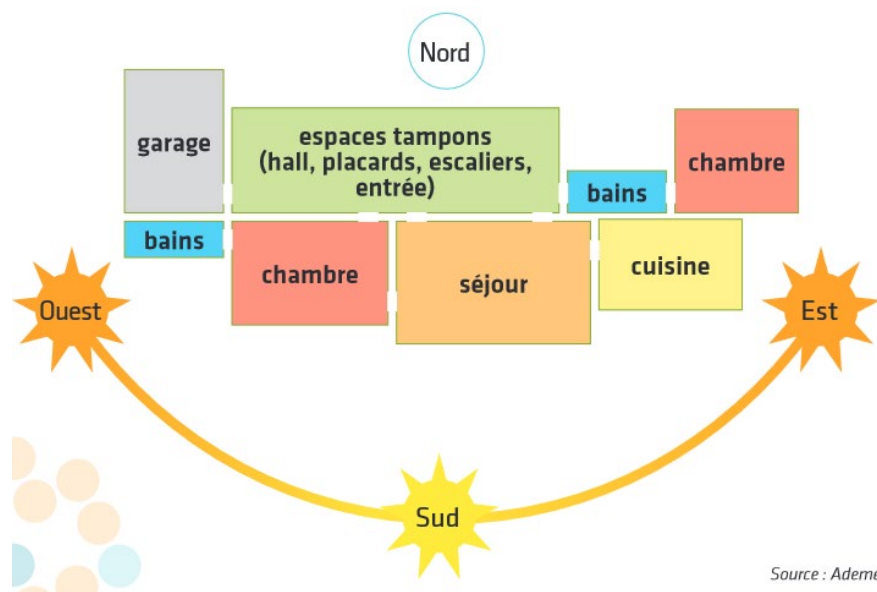 Nord
garage
espaces tampons
(hall, placards, escaliers,
entrée)
bains
chambre
bains
chambre
séjour
cuisine
Ouest
Est
Sud
Source : Ademe